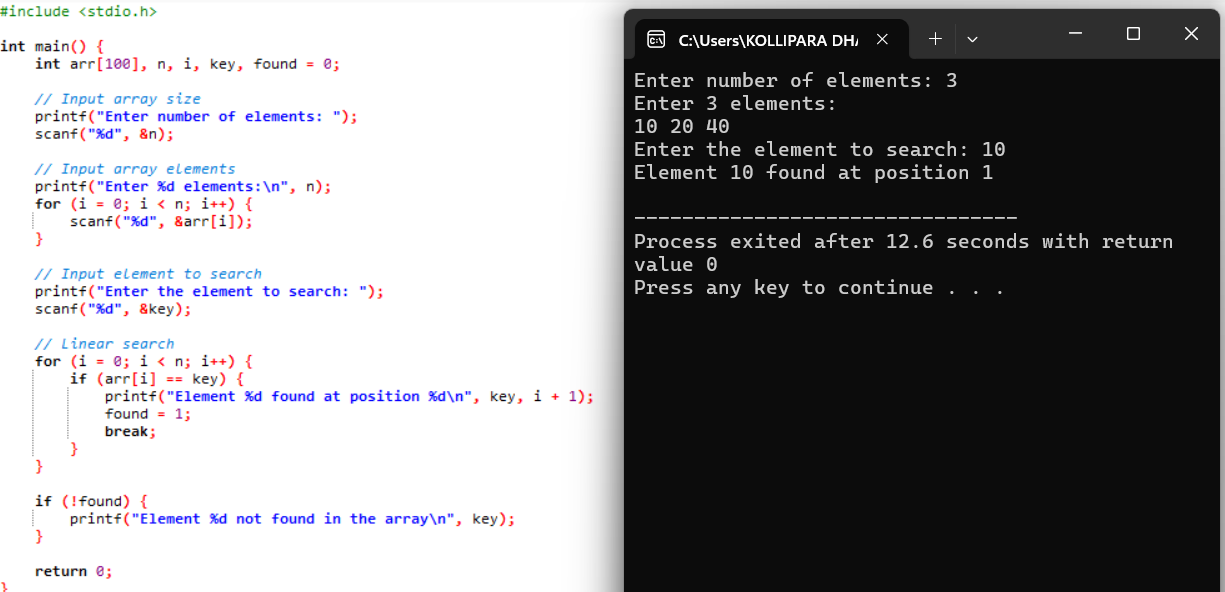 #include <stdio.h>
int main() {
    int arr[100], n, i, key, found = 0;
    // Input array size
    printf("Enter number of elements: ");
    scanf("%d", &n);
    // Input array elements
    printf("Enter %d elements:\n", n);
    for (i = 0; i < n; i++) {
        scanf("%d", &arr[i]);
    }
    // Input element to search
    printf("Enter the element to search: ");
    scanf("%d", &key);
    // Linear search
    for (i = 0; i < n; i++) {
        if (arr[i] == key) {
            printf("Element %d found at position %d\n", key, i + 1);
            found = 1;
            break;
        }
    }
    if (!found) {
        printf("Element %d not found in the array\n", key);
    }
    return 0;
}
C:\Users\KOLLIPARA DH
Enter number of elements: 3
Enter 3 elements:
10 20 40
Enter the element to search: 10
Element 10 found at position 1
--------------------------------
Process exited after 12.6 seconds with return
value 0
Press any key to continue . . .